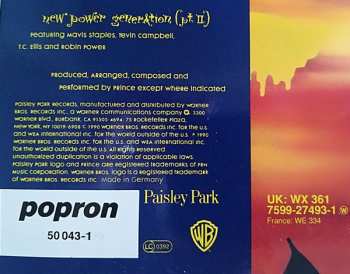 new power generation (pt. II)
Featuring Mavis Staples, Tevin Campbell,
T.C. Ellis and Robin Power
Produced, Arranged, composed and
Performed by Prince except where indicated
Paisley Park Records, manufactured and distributed by Warner
Bros. Records Inc., a Warner Communications Company 3300
Warner Blvd., Burbank, CA 91505-4694; 75 Rockefeller Plaza,
New York, NY 10019-6908 © 1990 Warner Bros. Records Inc. for the U.S.
and WEA International Inc. for the world outside of the U.S. ℗ 1990
Warner Bros. Records Inc. for the U.S. and WEA International Inc.
for the world outside of the U.S. All rights reserved.
Unauthorized duplication is a violation of applicable laws.
Paisley Park logo and Prince are registered trademarks of PRN
Music Corporation. Warner Bros. logo is a registered trademark
of Warner Bros. Records Inc. Made in Germany
popron
50 043-1
Paisley Park
LC 0392
WB
UK: WX 361
7599-27493-1 W
France: WE 334